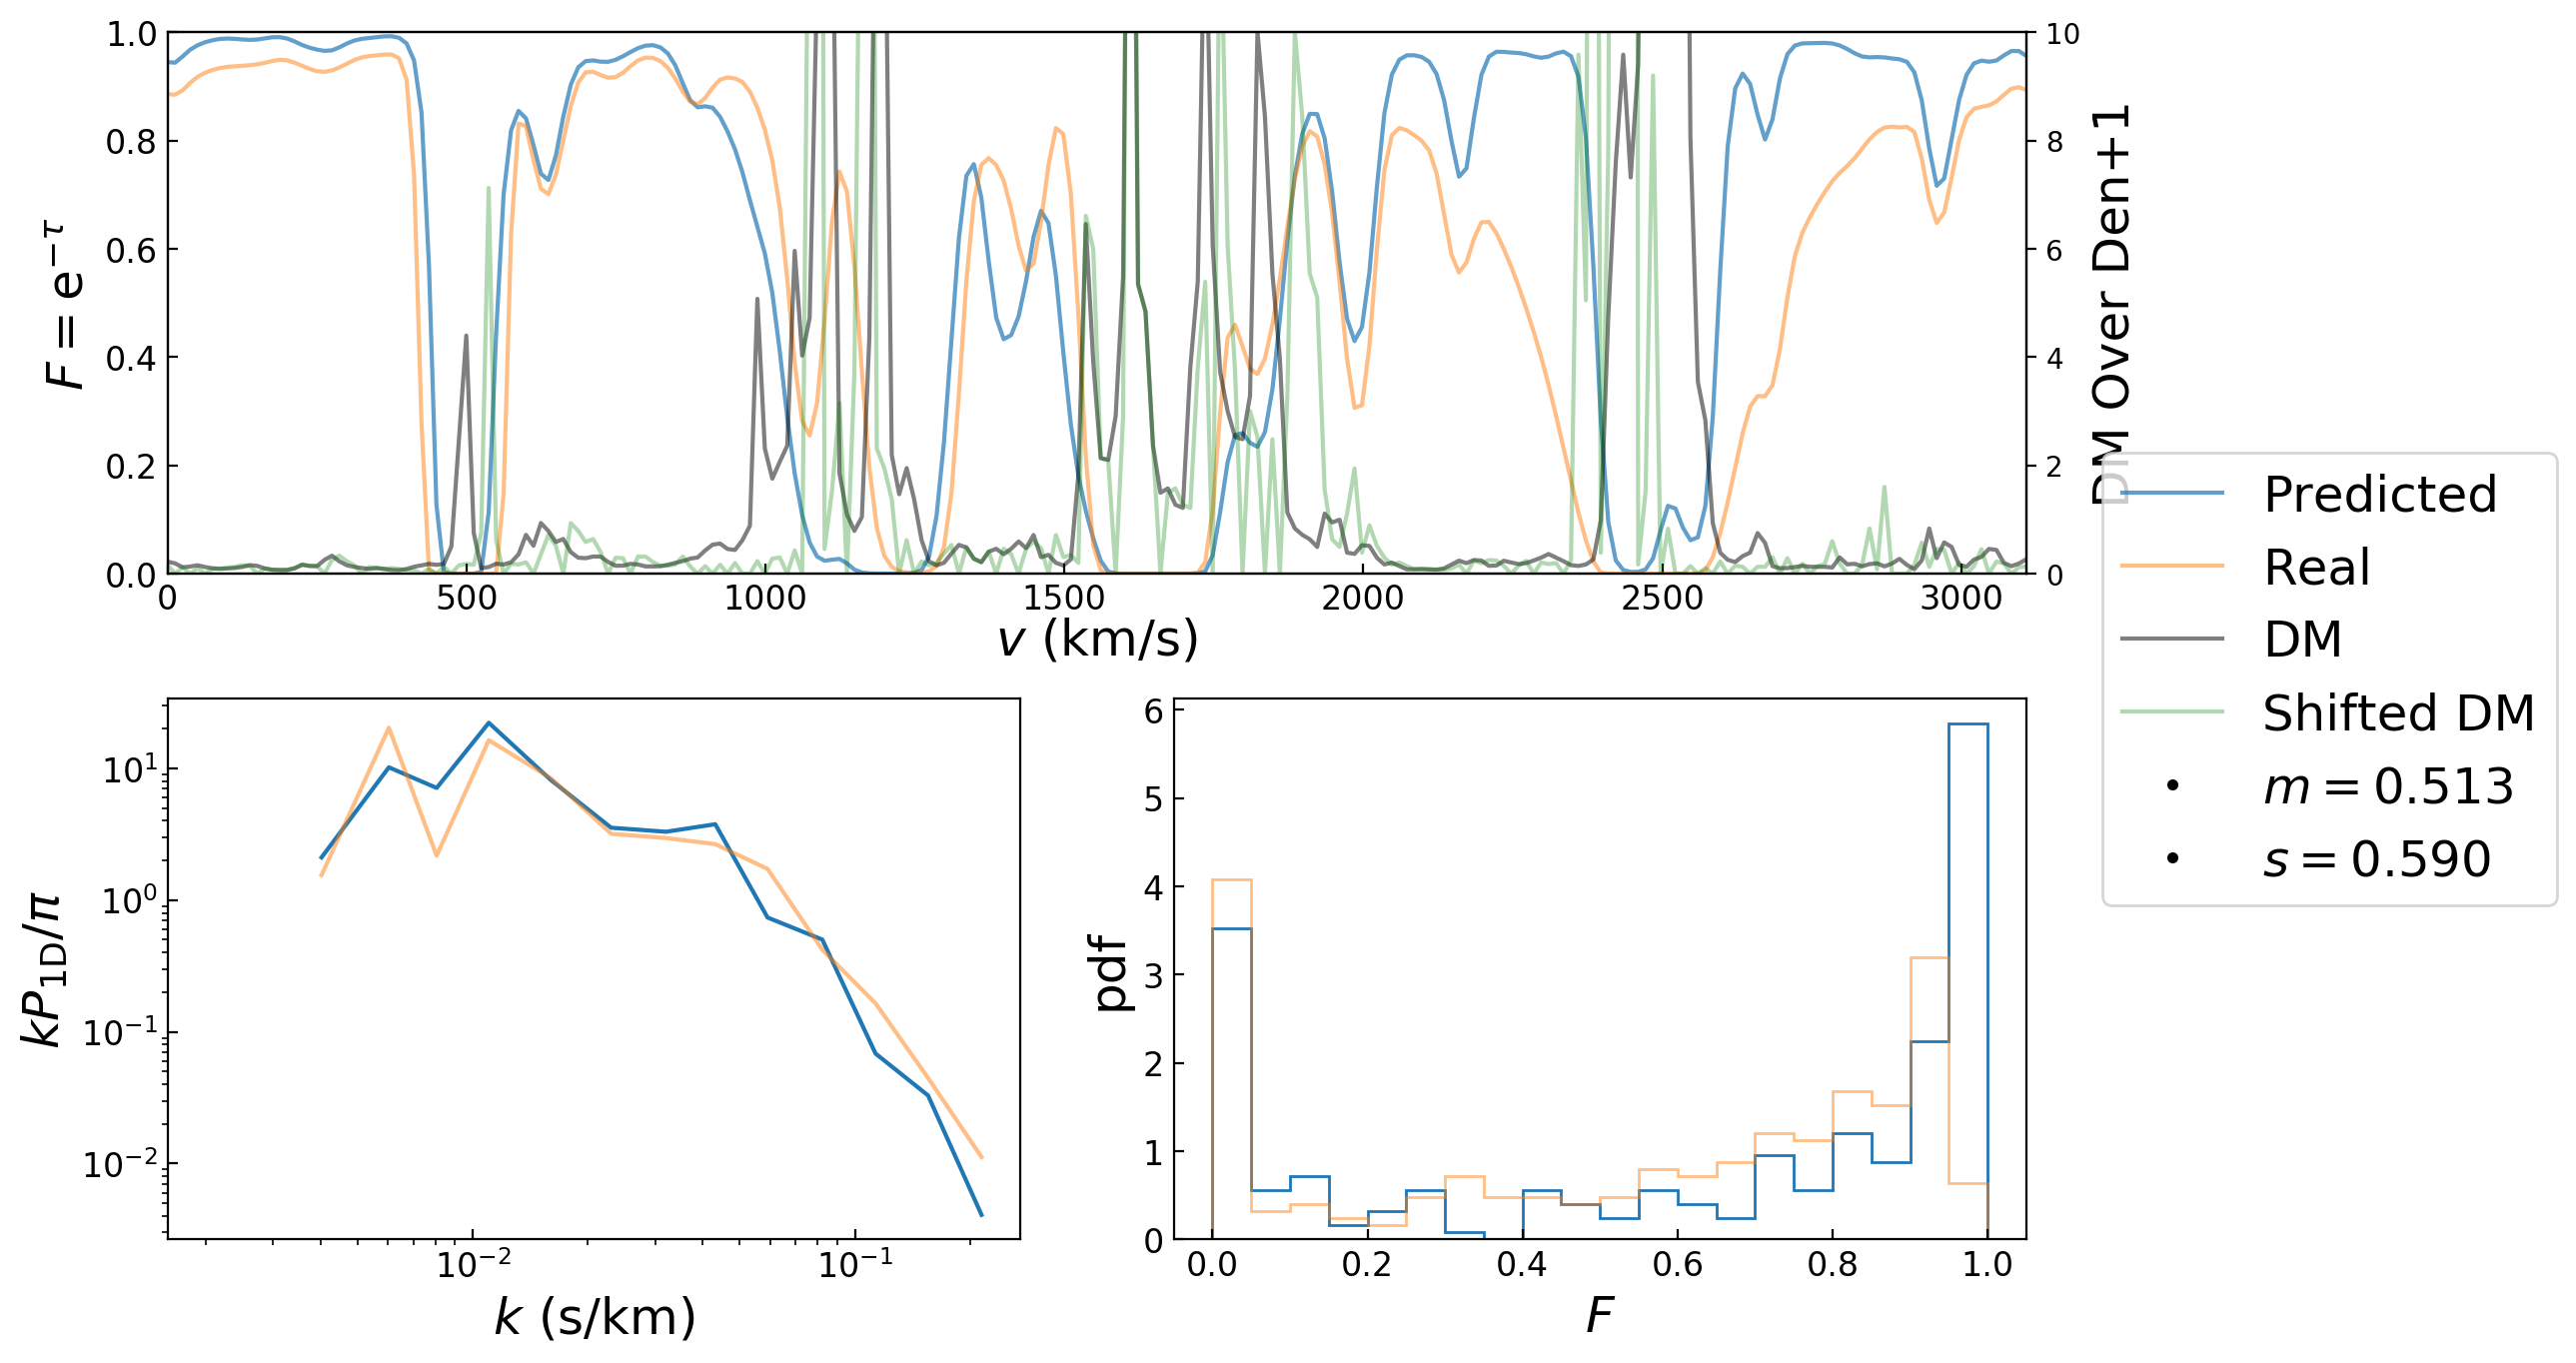 1.0
0.8
0.6
0.4
0.2
0.0
F = e^{-τ}
10
8
6
4
2
0
DM Over Den+1
0 500 1000 1500 2000 2500 3000
v (km/s)
Predicted
Real
DM
Shifted DM
m = 0.513
s = 0.590
10^1
10^0
10^{-1}
10^{-2}
kP_{1D}/π
10^{-2} 10^{-1}
k (s/km)
6
5
4
3
2
1
0
pdf
0.0 0.2 0.4 0.6 0.8 1.0
F